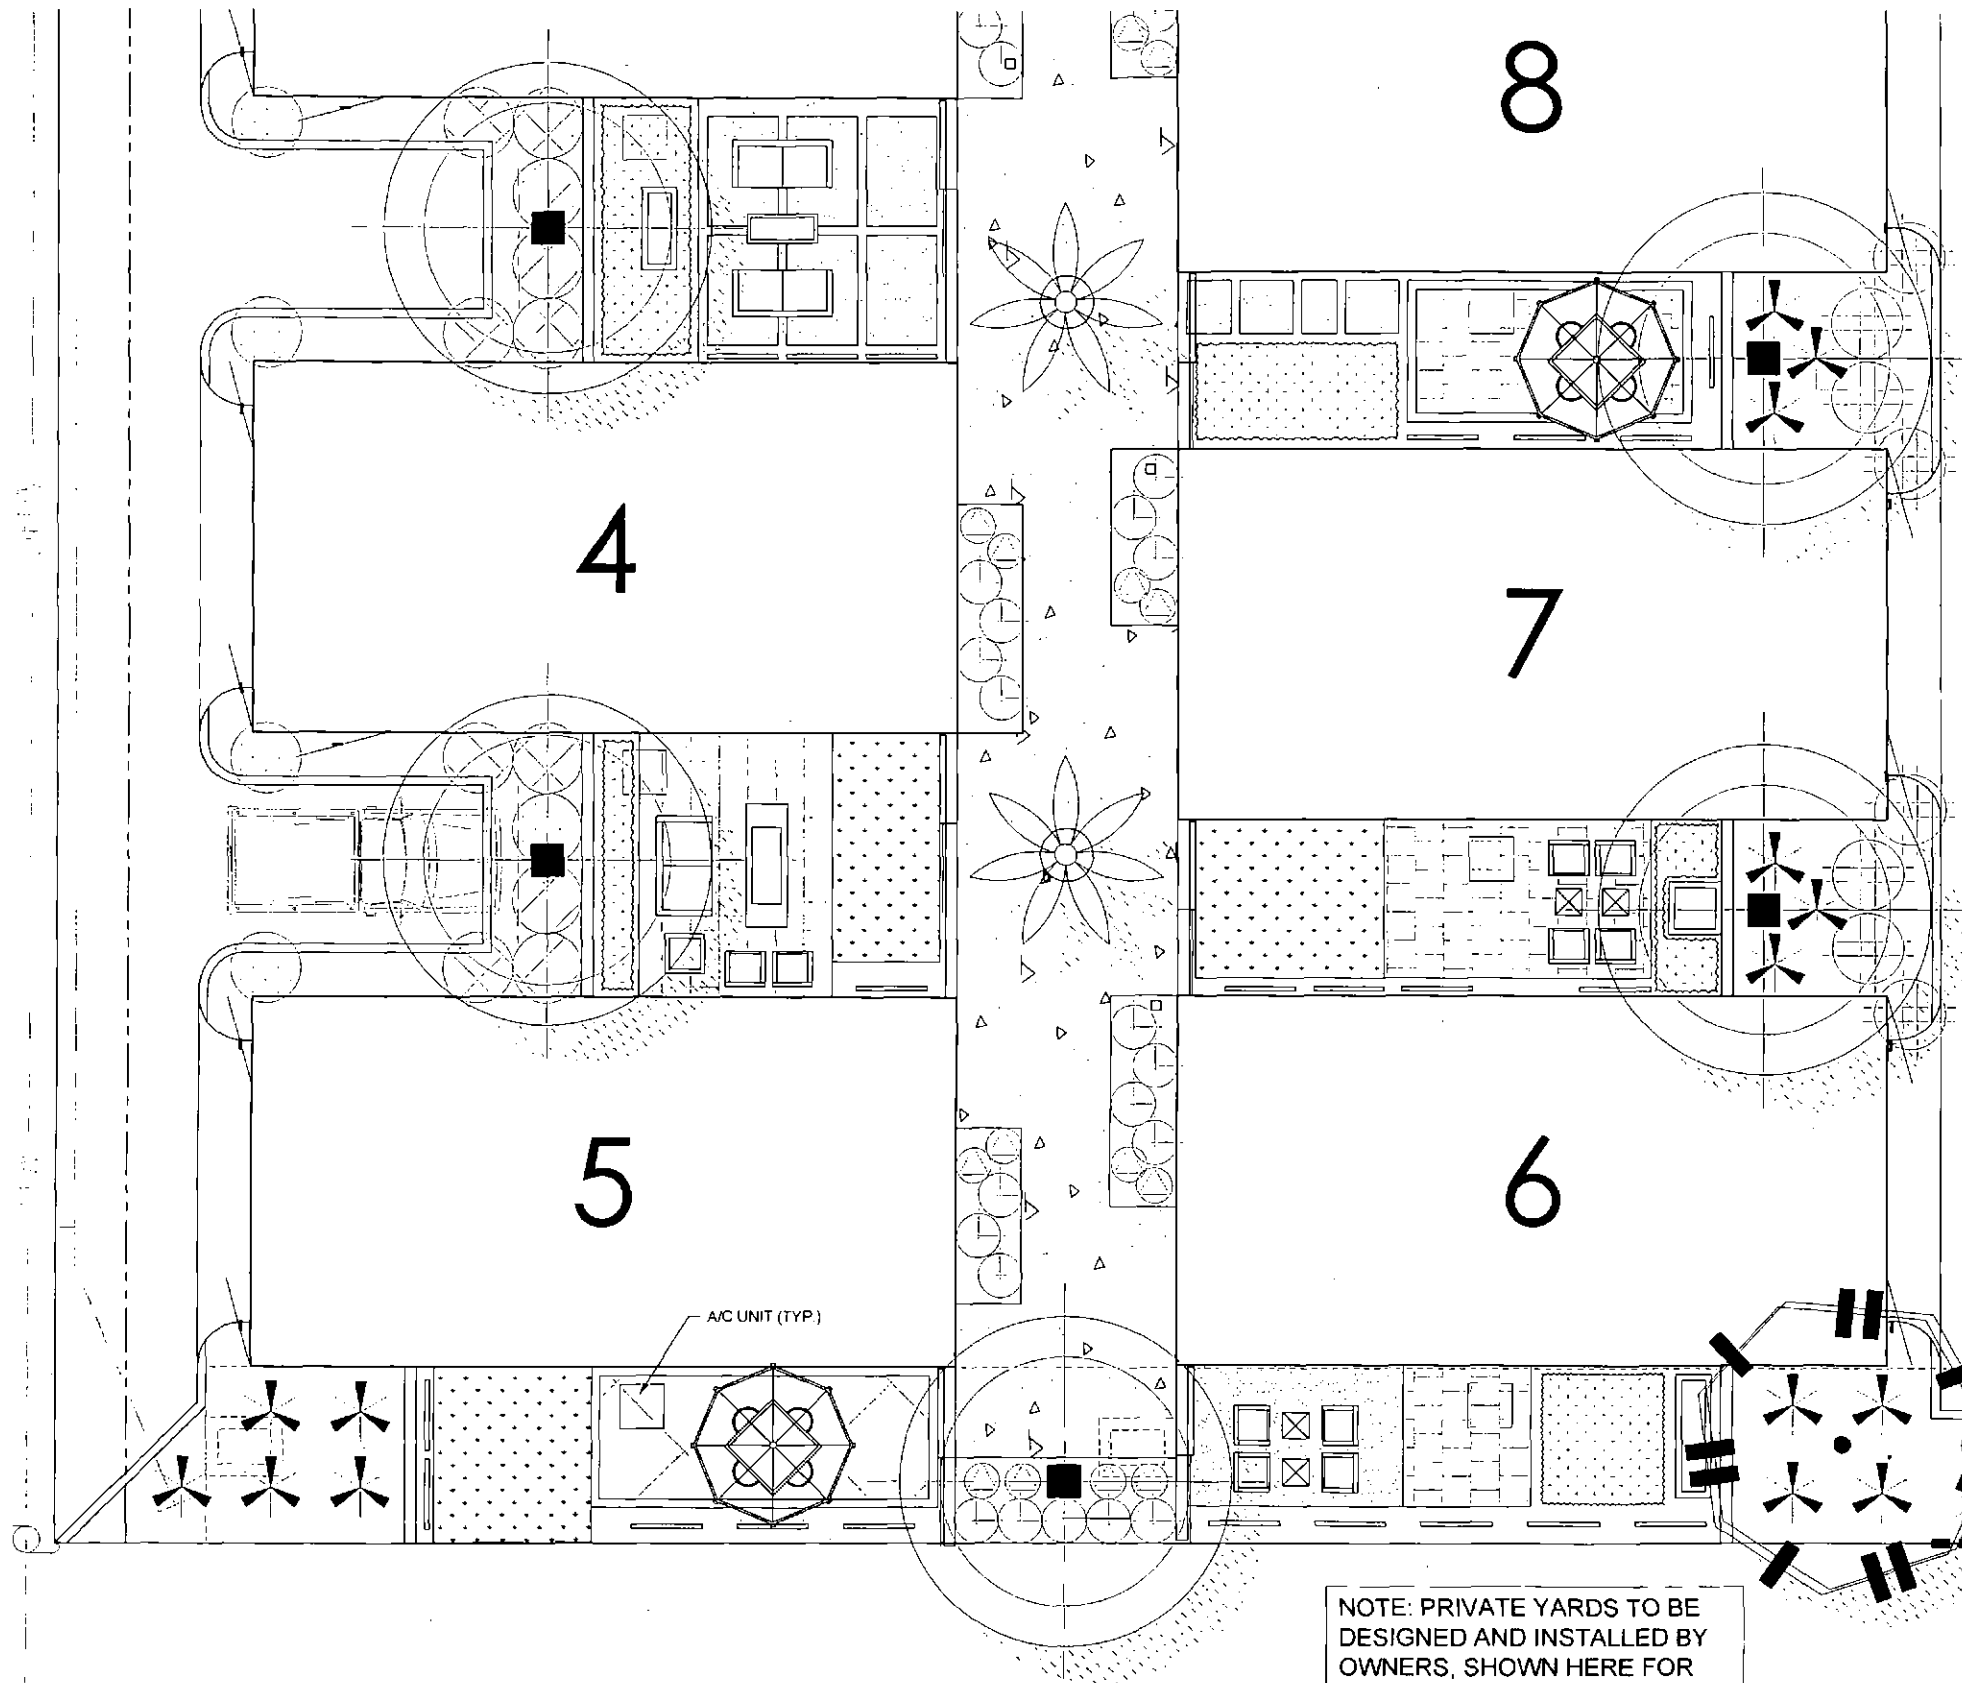 8
4
7
5
6
A/C UNIT (TYP.)
NOTE: PRIVATE YARDS TO BE
DESIGNED AND INSTALLED BY
OWNERS, SHOWN HERE FOR